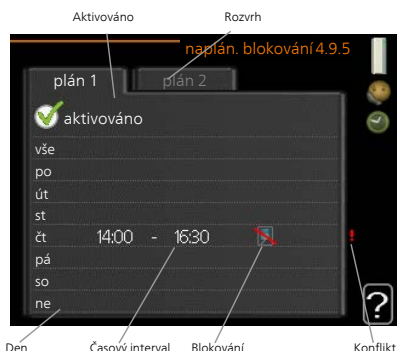 Aktivováno Rozvrh
naplán. blokování 4.9.5
plán 1 plán 2
aktivováno
vše
po
út
st
čt 14:00 - 16:30 !
pá
so
ne
?
Den Časový interval Blokování Konflikt